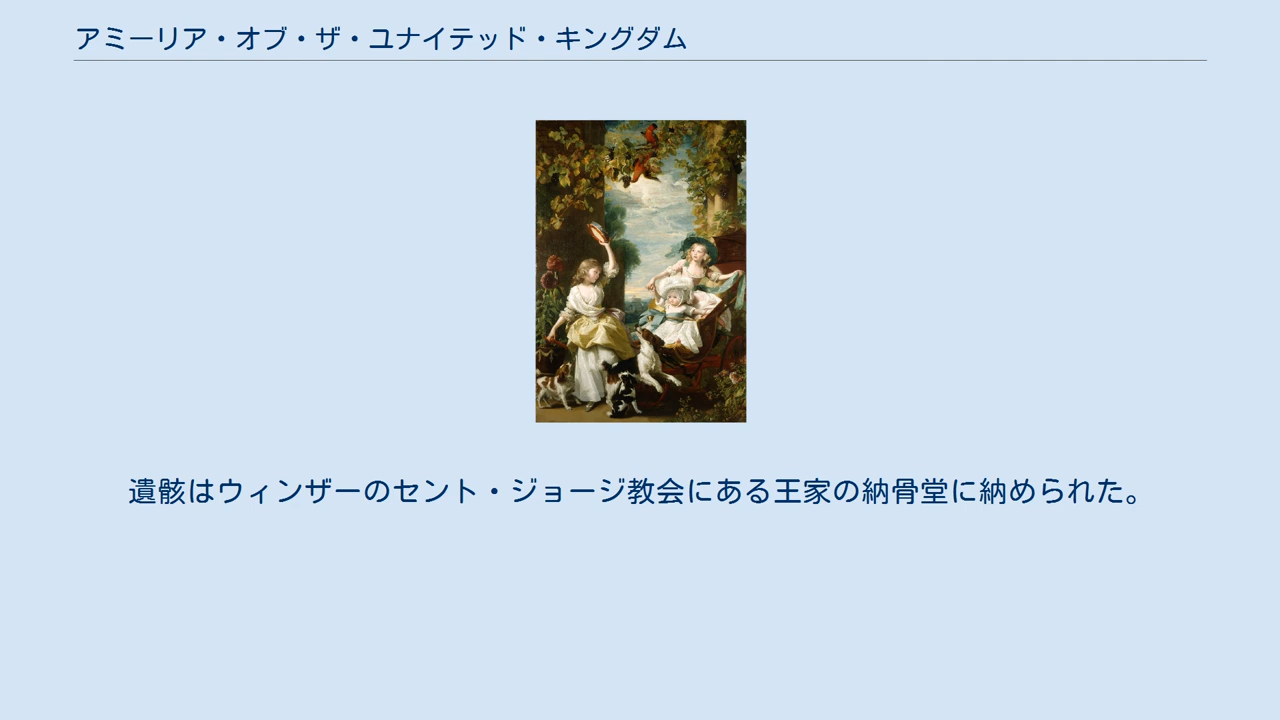 アミーリア・オブ・ザ・ユナイテッド・キングダム
遺骸はウィンザーのセント・ジョージ教会にある王家の納骨堂に納められた。